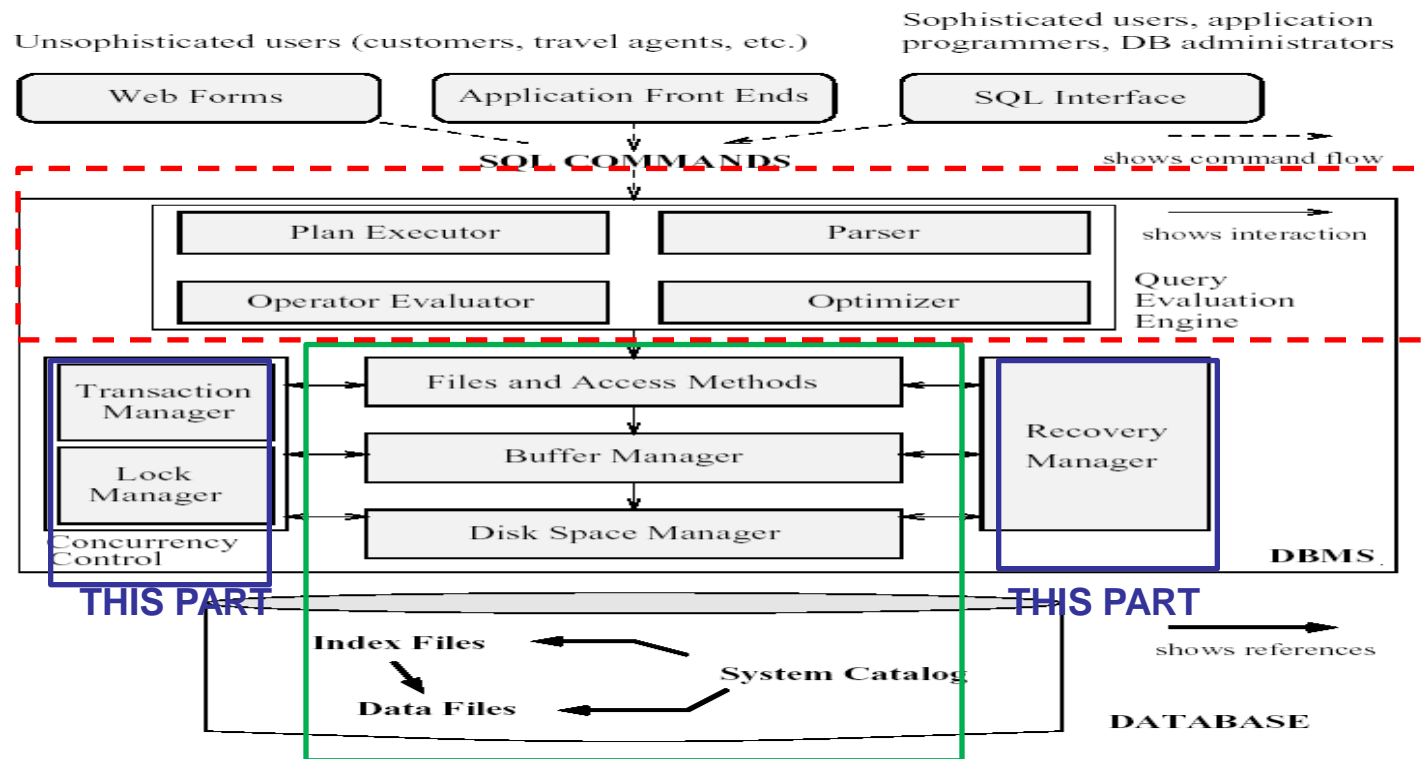 Sophisticated users, application
programmers, DB administrators
Unsophisticated users (customers, travel agents, etc.)
Web Forms
Application Front Ends
SQL Interface
SQL COMMANDS
shows command flow
Plan Executor
Parser
shows interaction
Operator Evaluator
Optimizer
Query
Evaluation
Engine
Transaction
Manager
Files and Access Methods
Recovery
Manager
Buffer Manager
Lock
Manager
Disk Space Manager
Concurrency
Control
DBMS
THIS PART
THIS PART
Index Files
shows references
System Catalog
Data Files
DATABASE